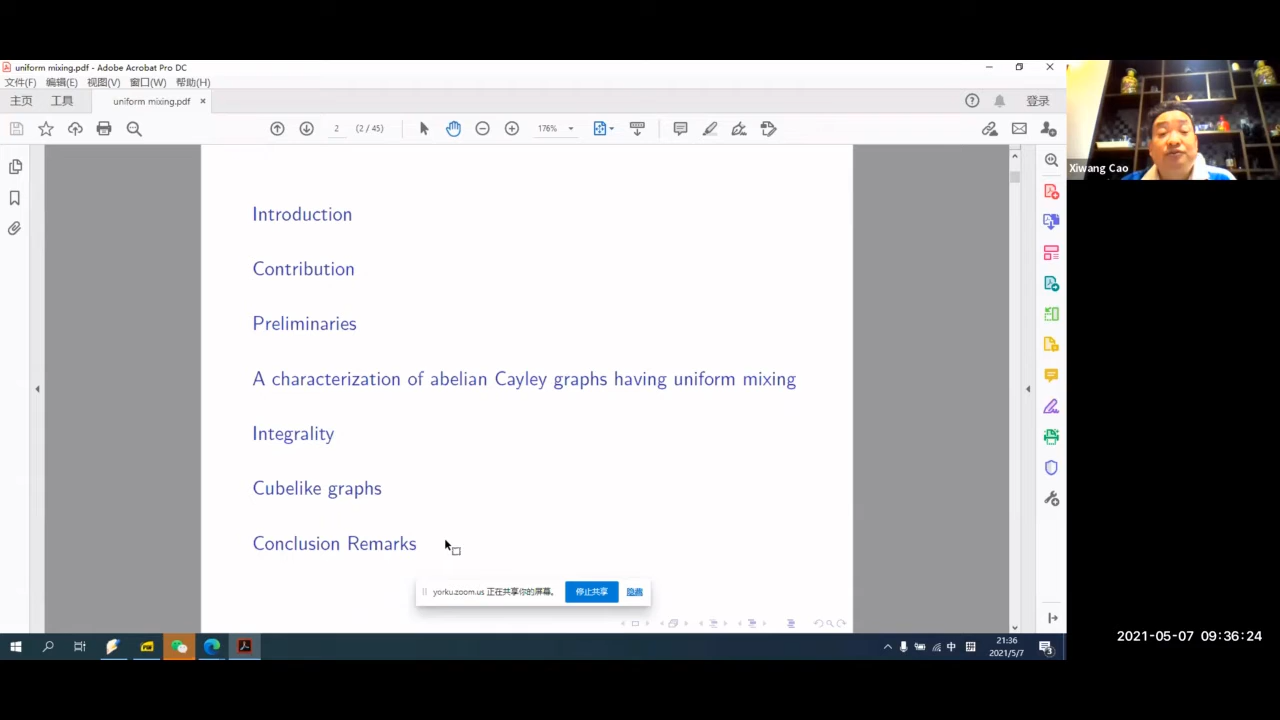 uniform mixing.pdf - Adobe Acrobat Pro DC
文件(F) 编辑(E) 视图(V) 窗口(W) 帮助(H)
主页 工具 uniform mixing.pdf × 登录
2 (2 / 45) 176%
Xiwang Cao
Introduction
Contribution
Preliminaries
A characterization of abelian Cayley graphs having uniform mixing
Integrality
Cubelike graphs
Conclusion Remarks
yorku.zoom.us 正在共享你的屏幕。 停止共享 隐藏
2021-05-07 09:36:24
中 拼 21:36
2021/5/7 3